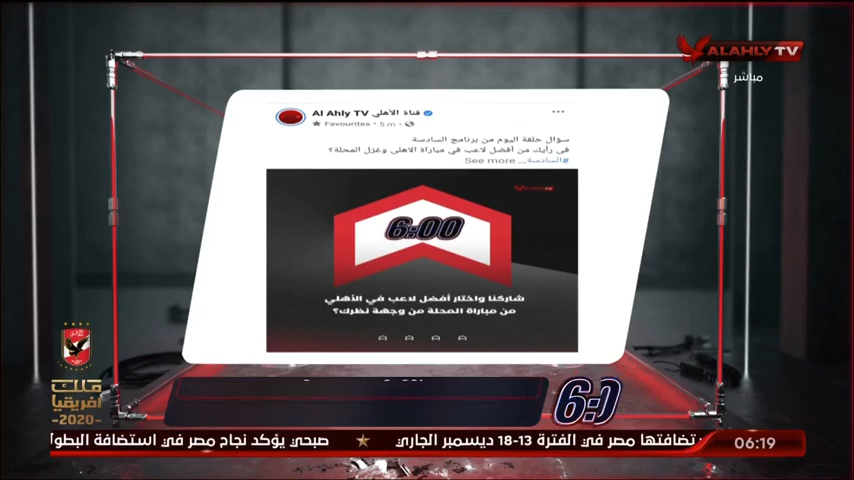 ALAHLY TV
مباشر
Al Ahly TV قناة الأهلي
Favourites • 5 m •
سؤال حلقة اليوم من برنامج السادسة
فى رأيك من أفضل لاعب في مباراة الاهلى وغزل المحلة؟
#السادسة... See more
6:00
شاركنا واختار أفضل لاعب في الأهلي
من مباراة المحلة من وجهة نظرك؟
ملك
أفريقيا
-2020-
6:0
تضافتها مصر في الفترة 13-18 ديسمبر الجاري ★ صبحي يؤكد نجاح مصر في استضافة البطو
06:19